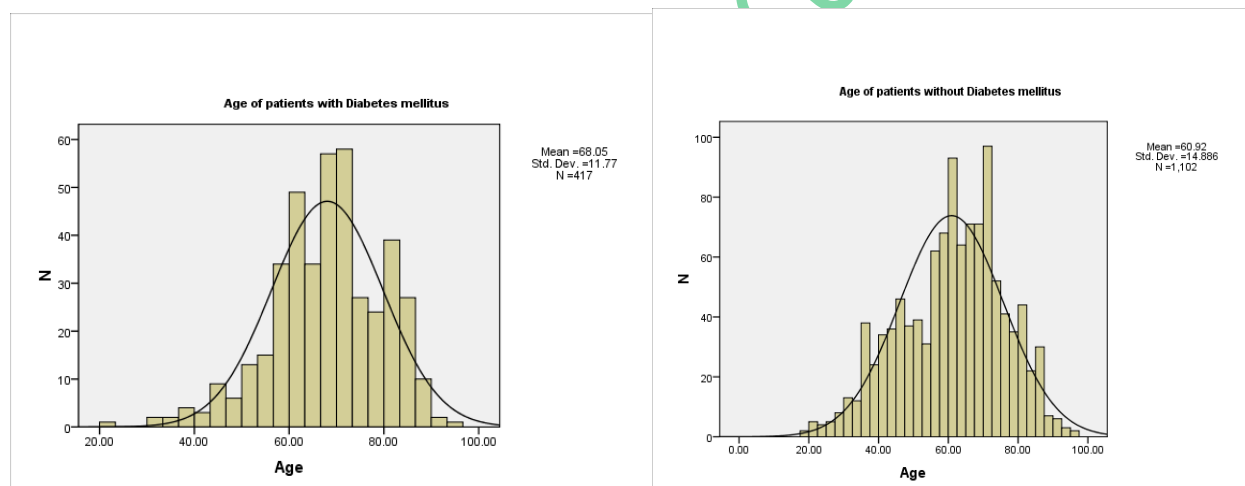 Age of patients with Diabetes mellitus
60
50
40
30
20
10
0
N
20.00 40.00 60.00 80.00 100.00
Age
Mean =68.05
Std. Dev. =11.77
N =417
Age of patients without Diabetes mellitus
100
80
60
40
20
0
N
0.00 20.00 40.00 60.00 80.00 100.00
Age
Mean =60.92
Std. Dev. =14.886
N =1,102